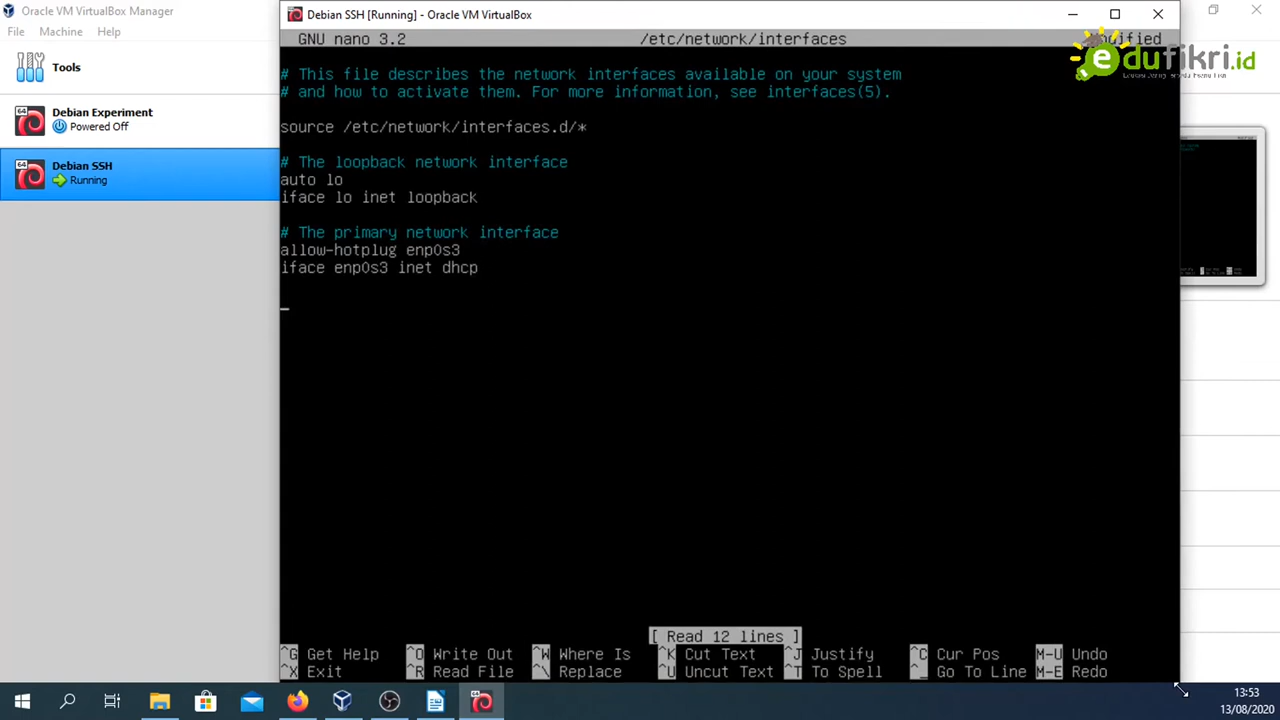 Oracle VM VirtualBox Manager
File Machine Help
Tools
64
Debian Experiment
Powered Off
64
Debian SSH
Running
Debian SSH [Running] - Oracle VM VirtualBox
GNU nano 3.2 /etc/network/interfaces
edufikri.id
# This file describes the network interfaces available on your system
# and how to activate them. For more information, see interfaces(5).
source /etc/network/interfaces.d/*
# The loopback network interface
auto lo
iface lo inet loopback
# The primary network interface
allow-hotplug enp0s3
iface enp0s3 inet dhcp
[ Read 12 lines ]
^G Get Help ^O Write Out ^W Where Is ^K Cut Text ^J Justify ^C Cur Pos M-U Undo
^X Exit ^R Read File ^\ Replace ^U Uncut Text ^T To Spell ^_ Go To Line M-E Redo
13:53
13/08/2020